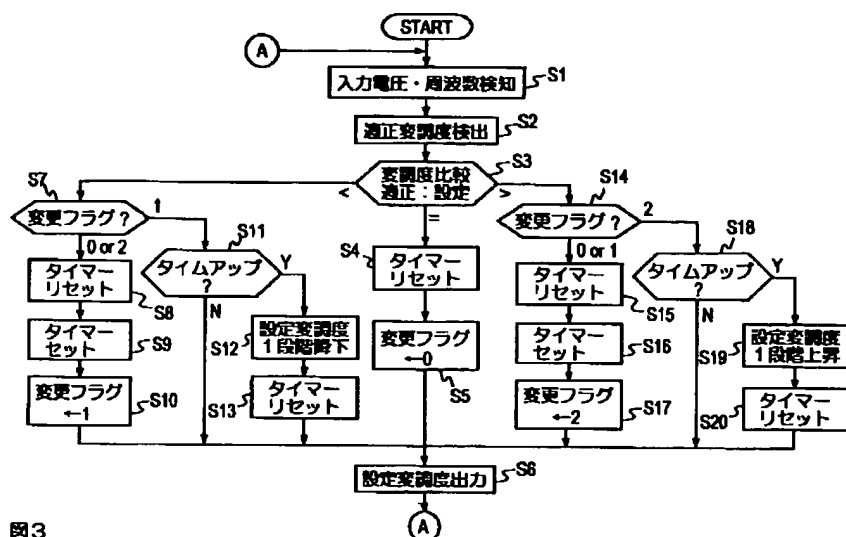 START
A
入力電圧・周波数検知
S1
適正変調度検出
S2
変調度比較
適正：設定
S3
<
=
>
S7
変更フラグ？
1
0 or 2
タイマー
リセット
S8
タイマー
セット
S9
変更フラグ
←1
S10
S11
タイムアップ
？
Y
N
設定変調度
1段階降下
S12
タイマー
リセット
S13
S4
タイマー
リセット
変更フラグ
←0
S5
S14
変更フラグ？
2
0 or 1
タイマー
リセット
S15
タイマー
セット
S16
変更フラグ
←2
S17
S18
タイムアップ
？
Y
N
設定変調度
1段階上昇
S19
タイマー
リセット
S20
設定変調度出力
S6
A
図3